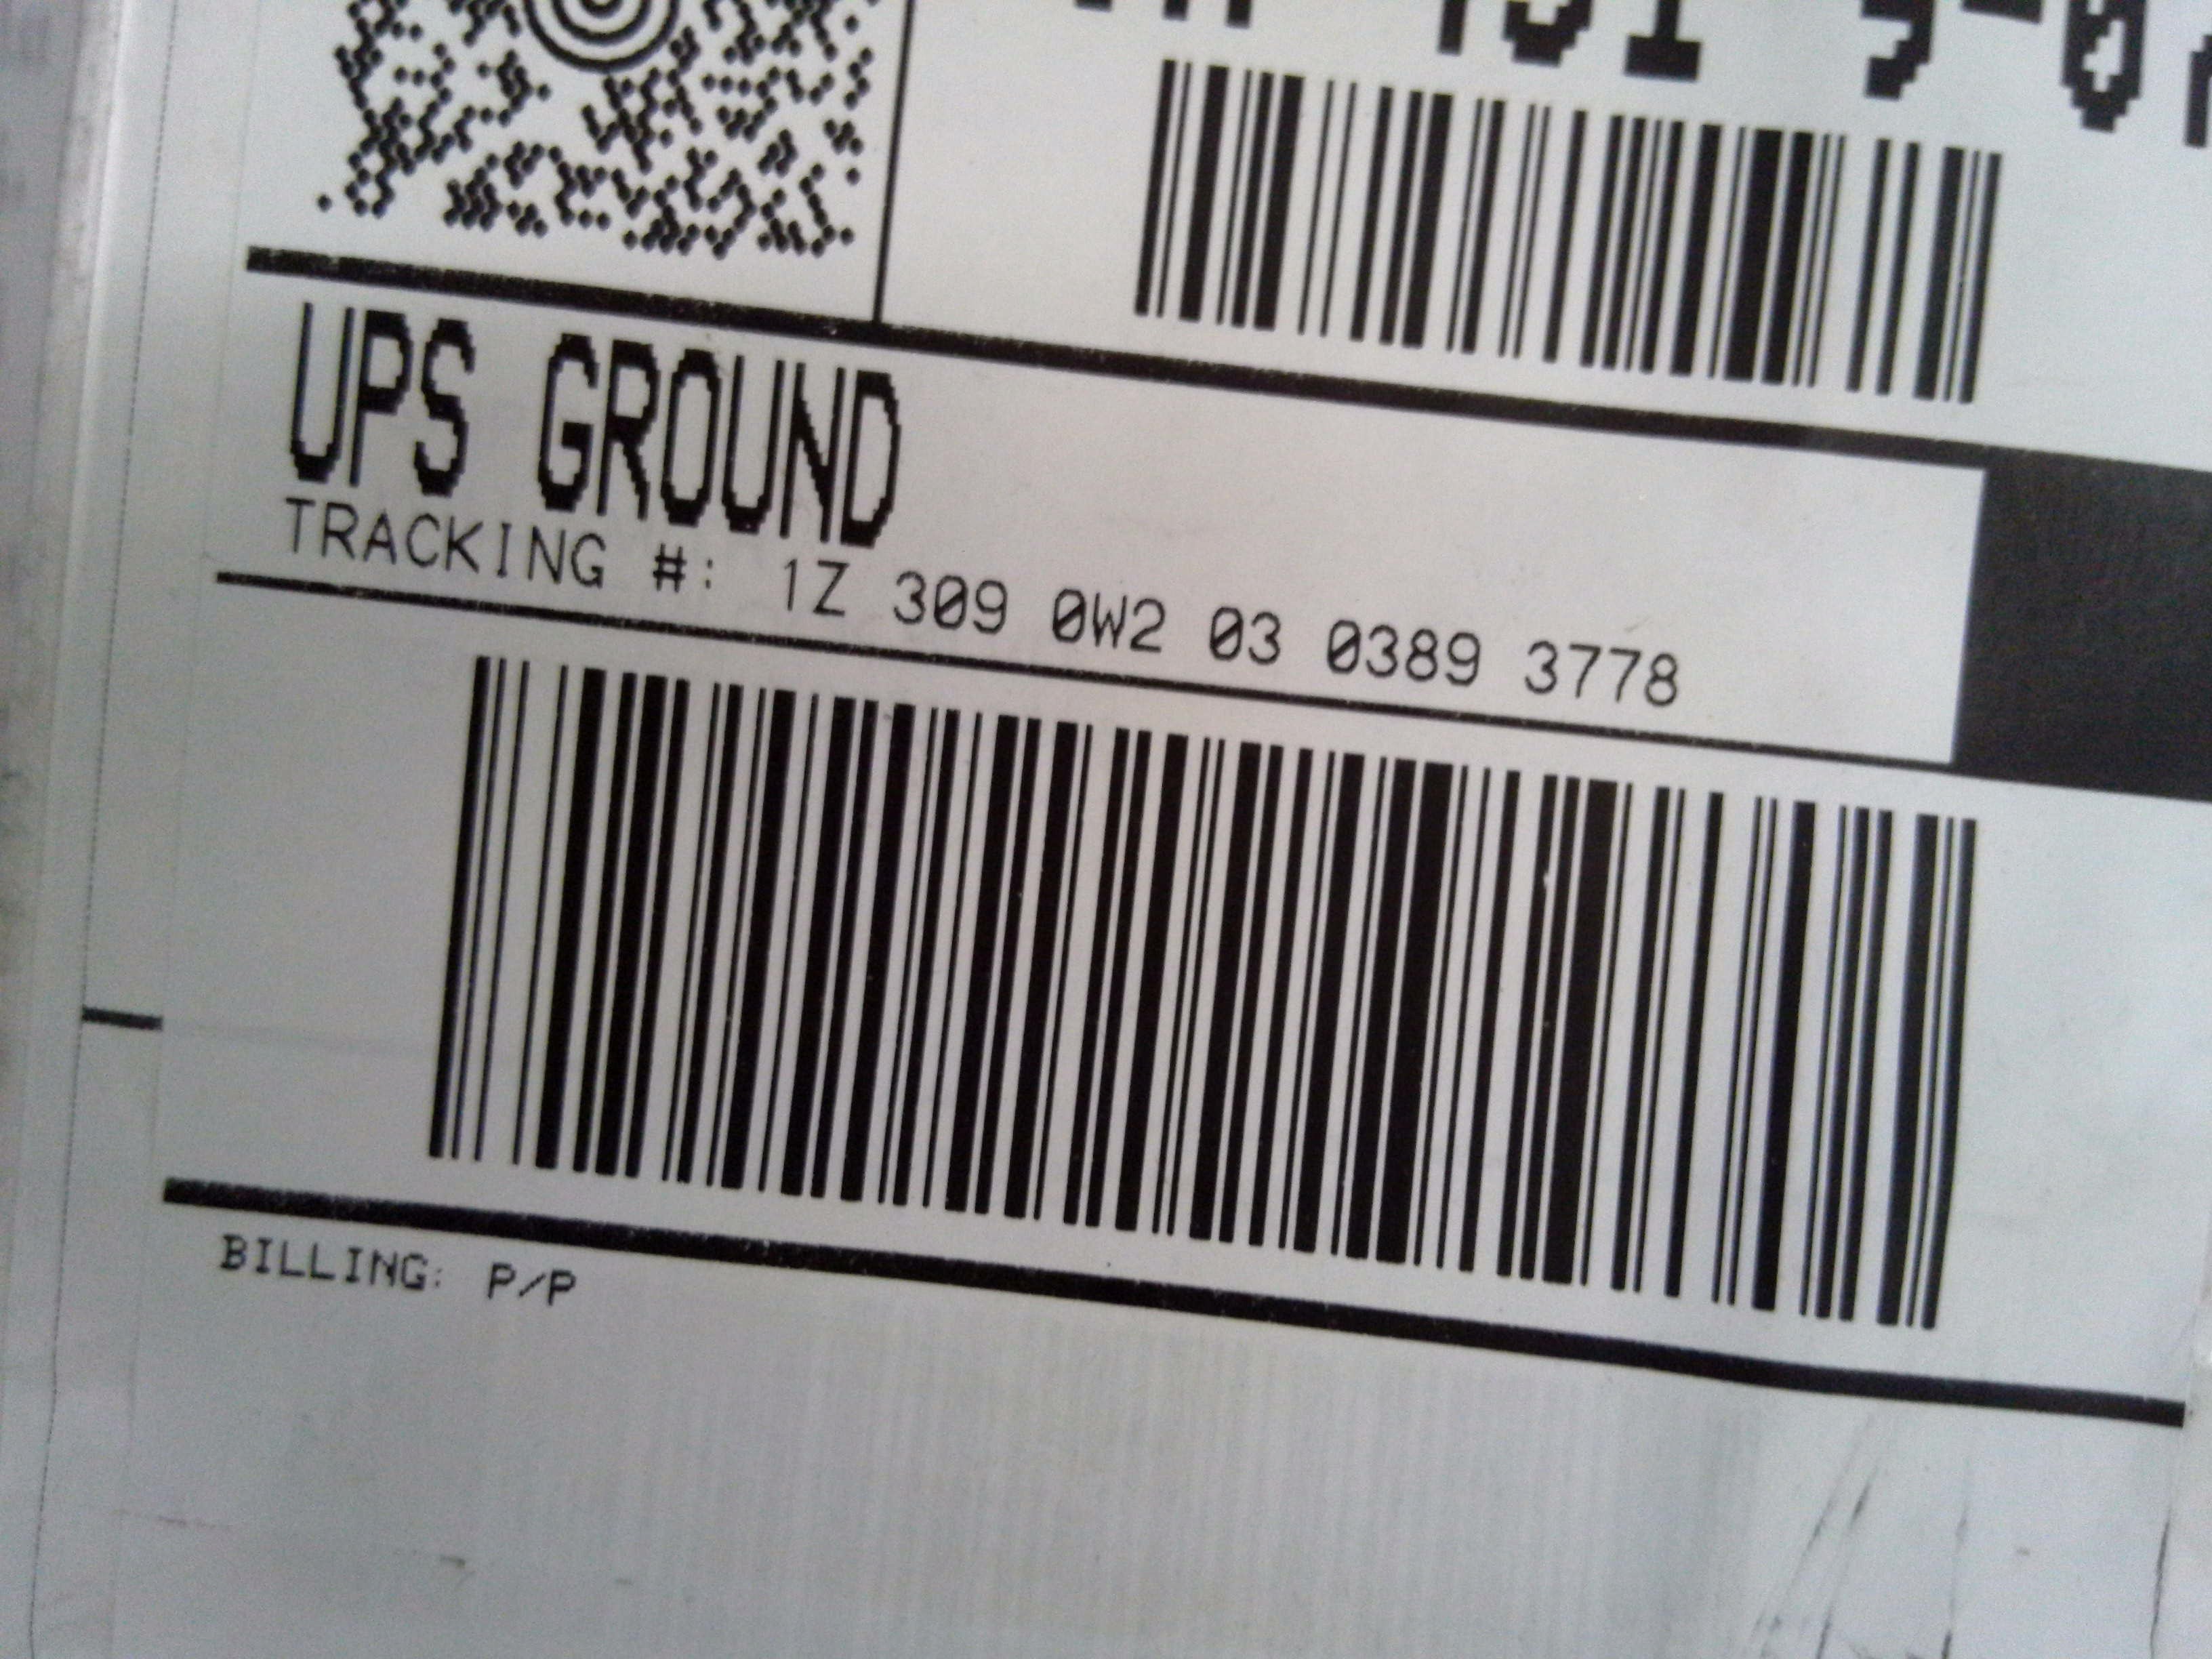 UPS GROUND
TRACKING #: 1Z 309 0W2 03 0389 3778
BILLING: P/P